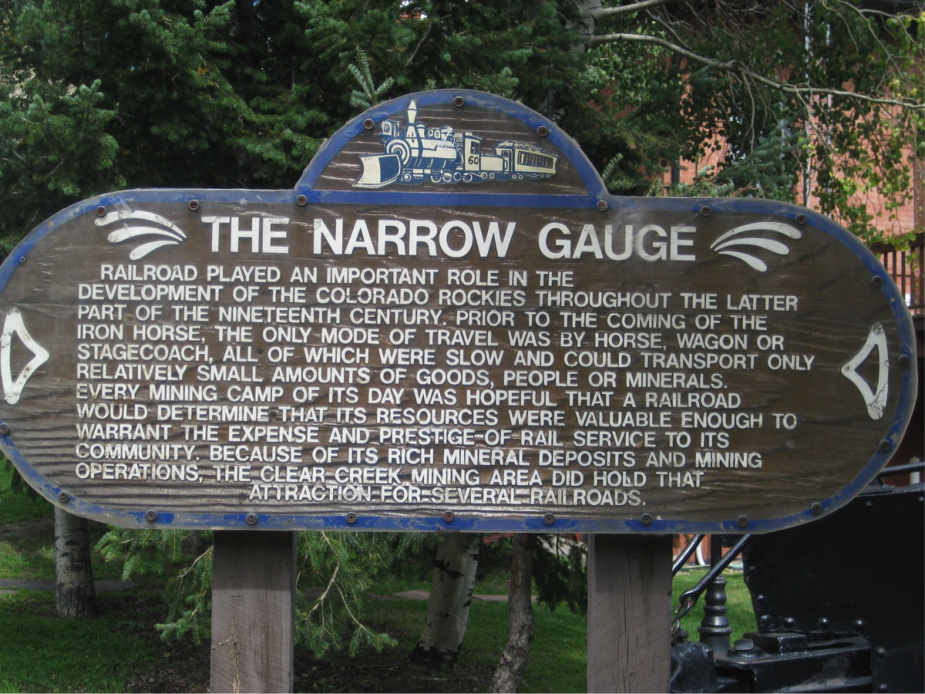 60
THE NARROW GAUGE
RAILROAD PLAYED AN IMPORTANT ROLE IN THE
DEVELOPMENT OF THE COLORADO ROCKIES THROUGHOUT THE LATTER
PART OF THE NINETEENTH CENTURY. PRIOR TO THE COMING OF THE
IRON HORSE, THE ONLY MODE OF TRAVEL WAS BY HORSE, WAGON OR
STAGECOACH, ALL OF WHICH WERE SLOW AND COULD TRANSPORT ONLY
RELATIVELY SMALL AMOUNTS OF GOODS, PEOPLE OR MINERALS.
EVERY MINING CAMP OF ITS DAY WAS HOPEFUL THAT A RAILROAD
WOULD DETERMINE THAT ITS RESOURCES WERE VALUABLE ENOUGH TO
WARRANT THE EXPENSE AND PRESTIGE OF RAIL SERVICE TO ITS
COMMUNITY. BECAUSE OF ITS RICH MINERAL DEPOSITS AND MINING
OPERATIONS, THE CLEAR CREEK MINING AREA DID HOLD THAT
ATTRACTION FOR SEVERAL RAILROADS.